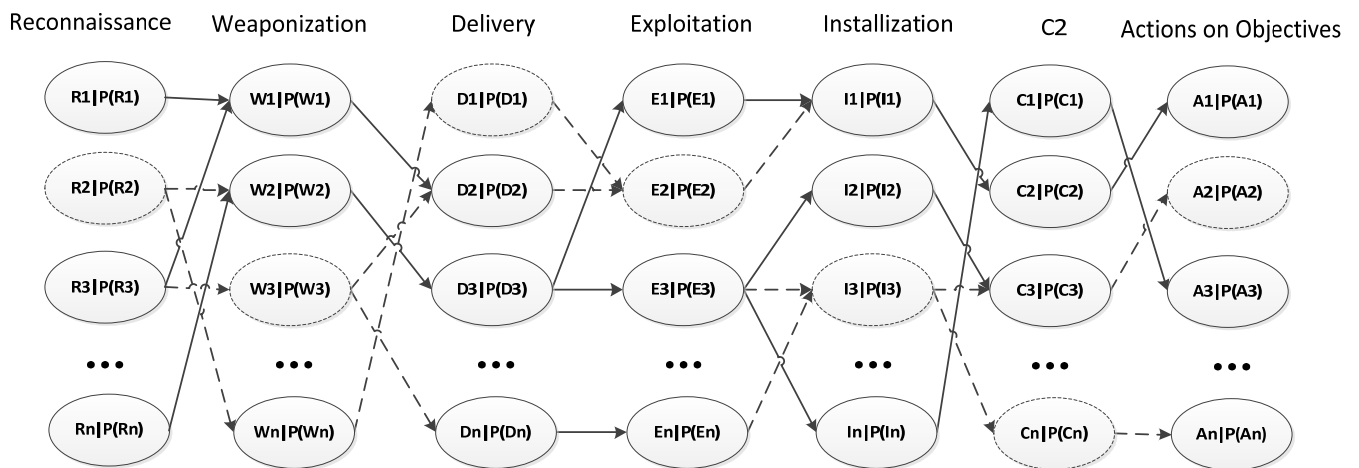 Reconnaissance Weaponization Delivery Exploitation Installization C2 Actions on Objectives
R1|P(R1) W1|P(W1) D1|P(D1) E1|P(E1) I1|P(I1) C1|P(C1) A1|P(A1)
R2|P(R2) W2|P(W2) D2|P(D2) E2|P(E2) I2|P(I2) C2|P(C2) A2|P(A2)
R3|P(R3) W3|P(W3) D3|P(D3) E3|P(E3) I3|P(I3) C3|P(C3) A3|P(A3)
... ... ... ... ... ... ...
Rn|P(Rn) Wn|P(Wn) Dn|P(Dn) En|P(En) In|P(In) Cn|P(Cn) An|P(An)